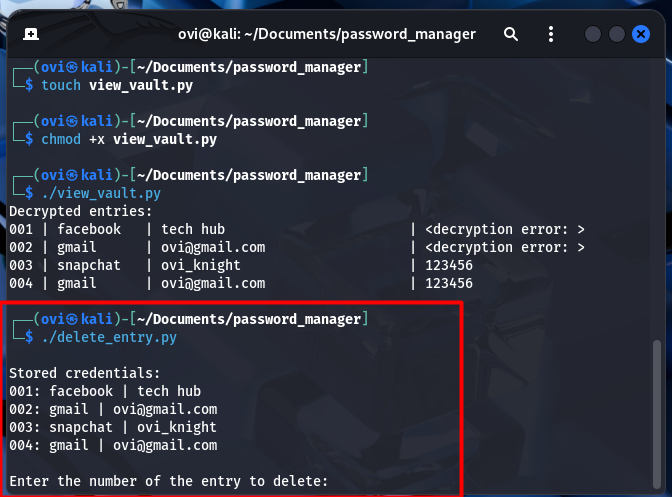 ovi@kali: ~/Documents/password_manager
┌──(ovi㉿kali)-[~/Documents/password_manager]
└─$ touch view_vault.py
┌──(ovi㉿kali)-[~/Documents/password_manager]
└─$ chmod +x view_vault.py
┌──(ovi㉿kali)-[~/Documents/password_manager]
└─$ ./view_vault.py
Decrypted entries:
001 | facebook   | tech hub                       | <decryption error: >
002 | gmail      | ovi@gmail.com                  | <decryption error: >
003 | snapchat   | ovi_knight                     | 123456
004 | gmail      | ovi@gmail.com                  | 123456
┌──(ovi㉿kali)-[~/Documents/password_manager]
└─$ ./delete_entry.py
Stored credentials:
001: facebook | tech hub
002: gmail | ovi@gmail.com
003: snapchat | ovi_knight
004: gmail | ovi@gmail.com
Enter the number of the entry to delete: